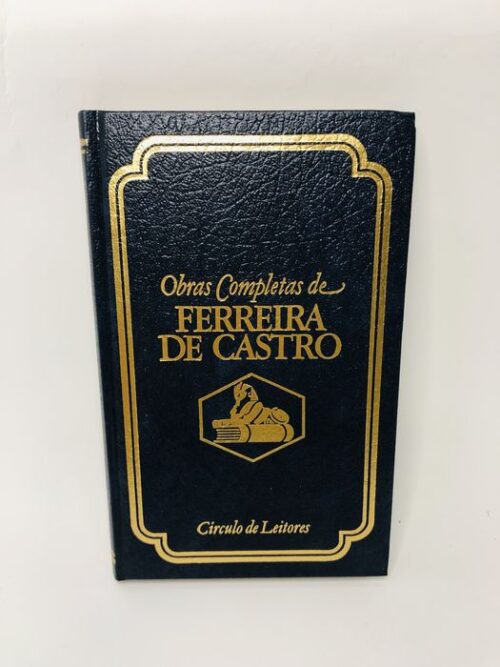 Obras Completas de
FERREIRA
DE CASTRO
Círculo de Leitores